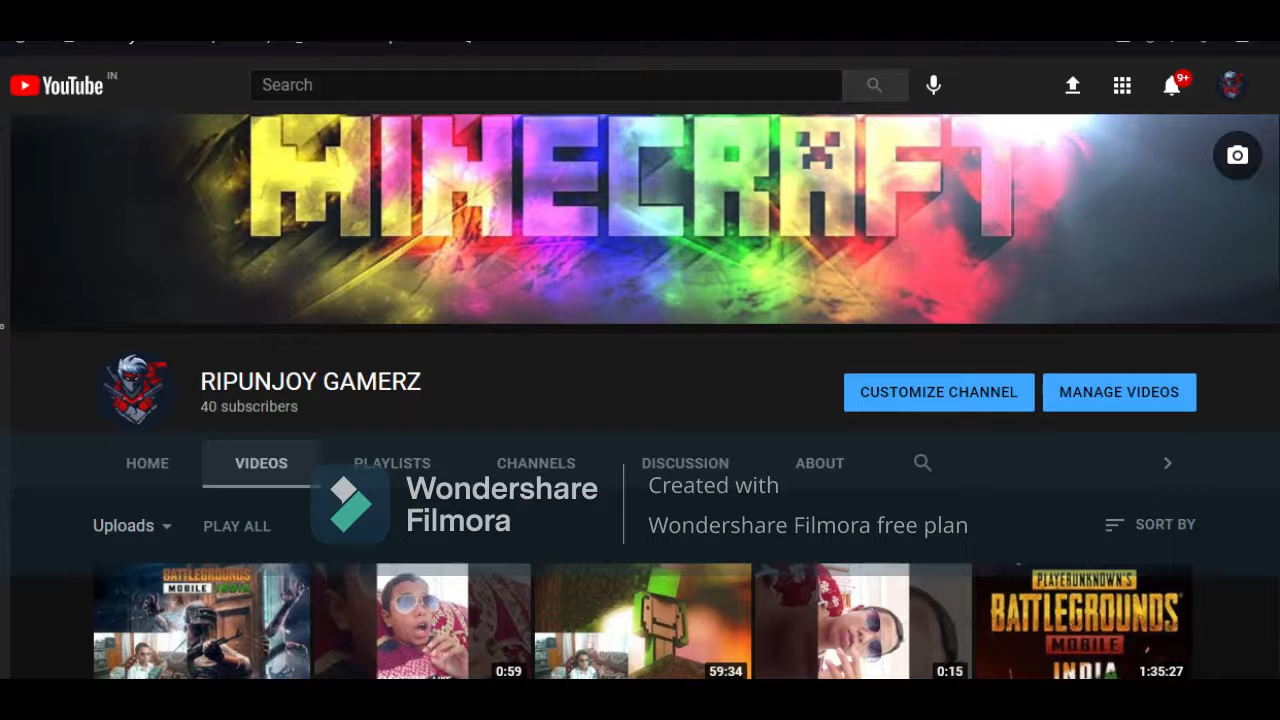 YouTube IN
Search
9+
MINECRAFT
RIPUNJOY GAMERZ
40 subscribers
CUSTOMIZE CHANNEL
MANAGE VIDEOS
HOME
VIDEOS
PLAYLISTS
CHANNELS
DISCUSSION
ABOUT
Wondershare
Filmora
Created with
Wondershare Filmora free plan
Uploads
PLAY ALL
SORT BY
BATTLEGROUNDS
MOBILE INDIA
0:59
59:34
0:15
PLAYERUNKNOWN'S
BATTLEGROUNDS
MOBILE
INDIA
1:35:27